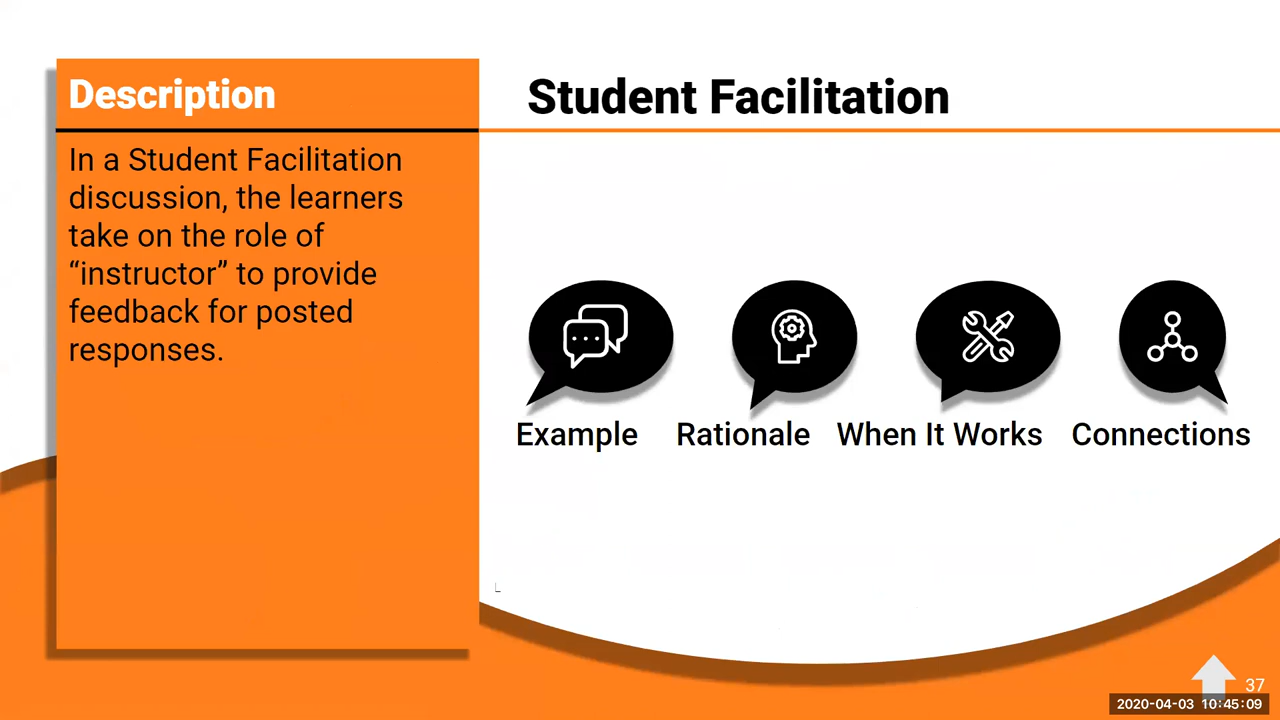 Description
In a Student Facilitation
discussion, the learners
take on the role of
“instructor” to provide
feedback for posted
responses.
Student Facilitation
Example
Rationale
When It Works
Connections
37
2020-04-03 10:45:09